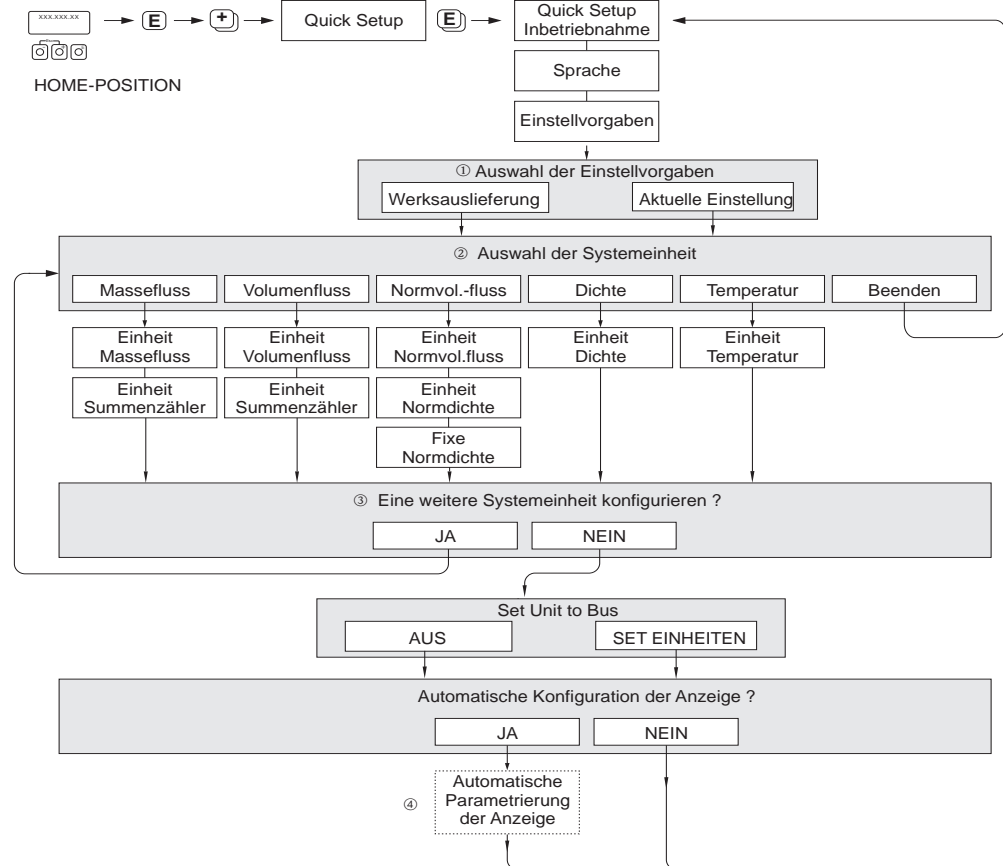 xxx.xxx.xx
Esc
E
+
Quick Setup
E
Quick Setup
Inbetriebnahme
HOME-POSITION
Sprache
Einstellvorgaben
① Auswahl der Einstellvorgaben
Werksauslieferung
Aktuelle Einstellung
② Auswahl der Systemeinheit
Massefluss
Volumenfluss
Normvol.-fluss
Dichte
Temperatur
Beenden
Einheit
Massefluss
Einheit
Volumenfluss
Einheit
Normvol.fluss
Einheit
Dichte
Einheit
Temperatur
Einheit
Summenzähler
Einheit
Summenzähler
Einheit
Normdichte
Fixe
Normdichte
③ Eine weitere Systemeinheit konfigurieren ?
JA
NEIN
Set Unit to Bus
AUS
SET EINHEITEN
Automatische Konfiguration der Anzeige ?
JA
NEIN
④
Automatische
Parametrierung
der Anzeige